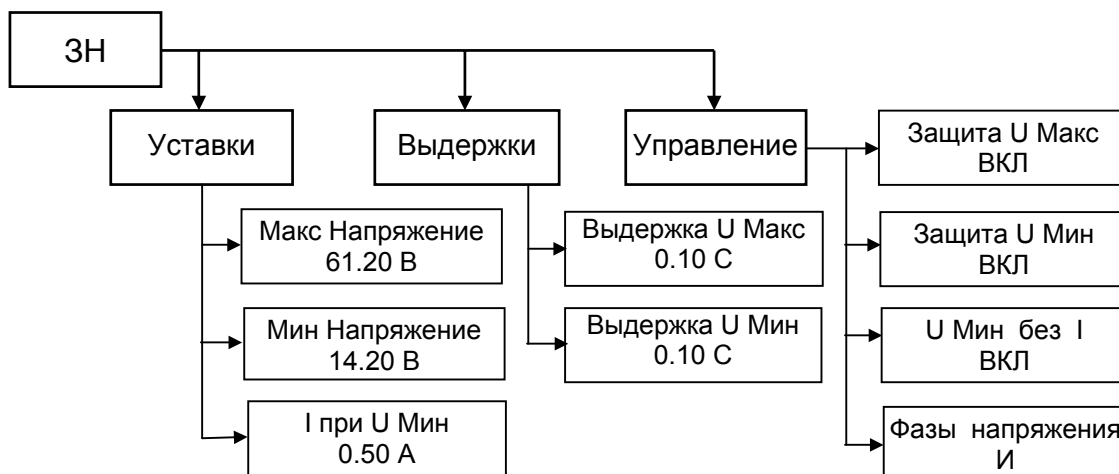 ЗН
Уставки
Выдержки
Управление
Макс Напряжение
61.20 В
Мин Напряжение
14.20 В
I при U Мин
0.50 А
Выдержка U Макс
0.10 С
Выдержка U Мин
0.10 С
Защита U Макс
ВКЛ
Защита U Мин
ВКЛ
U Мин без I
ВКЛ
Фазы напряжения
И